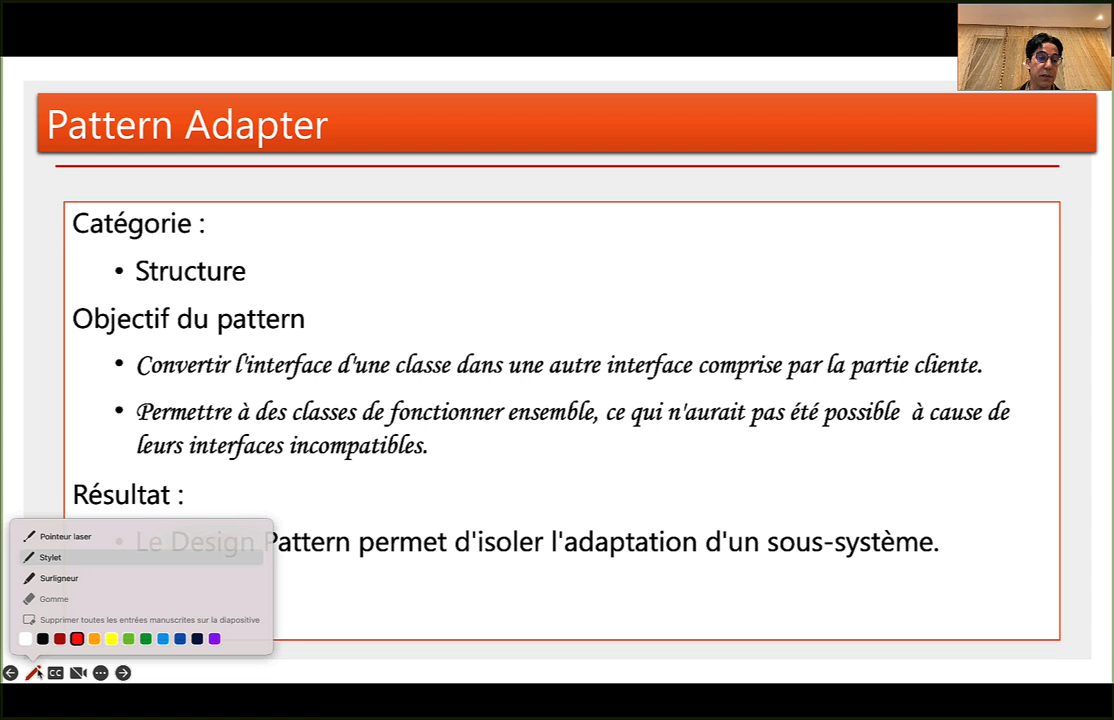 Pattern Adapter
Catégorie :
• Structure
Objectif du pattern
• Convertir l'interface d'une classe dans une autre interface comprise par la partie cliente.
• Permettre à des classes de fonctionner ensemble, ce qui n'aurait pas été possible à cause de
leurs interfaces incompatibles.
Résultat :
• Le Design Pattern permet d'isoler l'adaptation d'un sous-système.
Pointeur laser
Stylet
Surligneur
Gomme
Supprimer toutes les entrées manuscrites sur la diapositive
CC